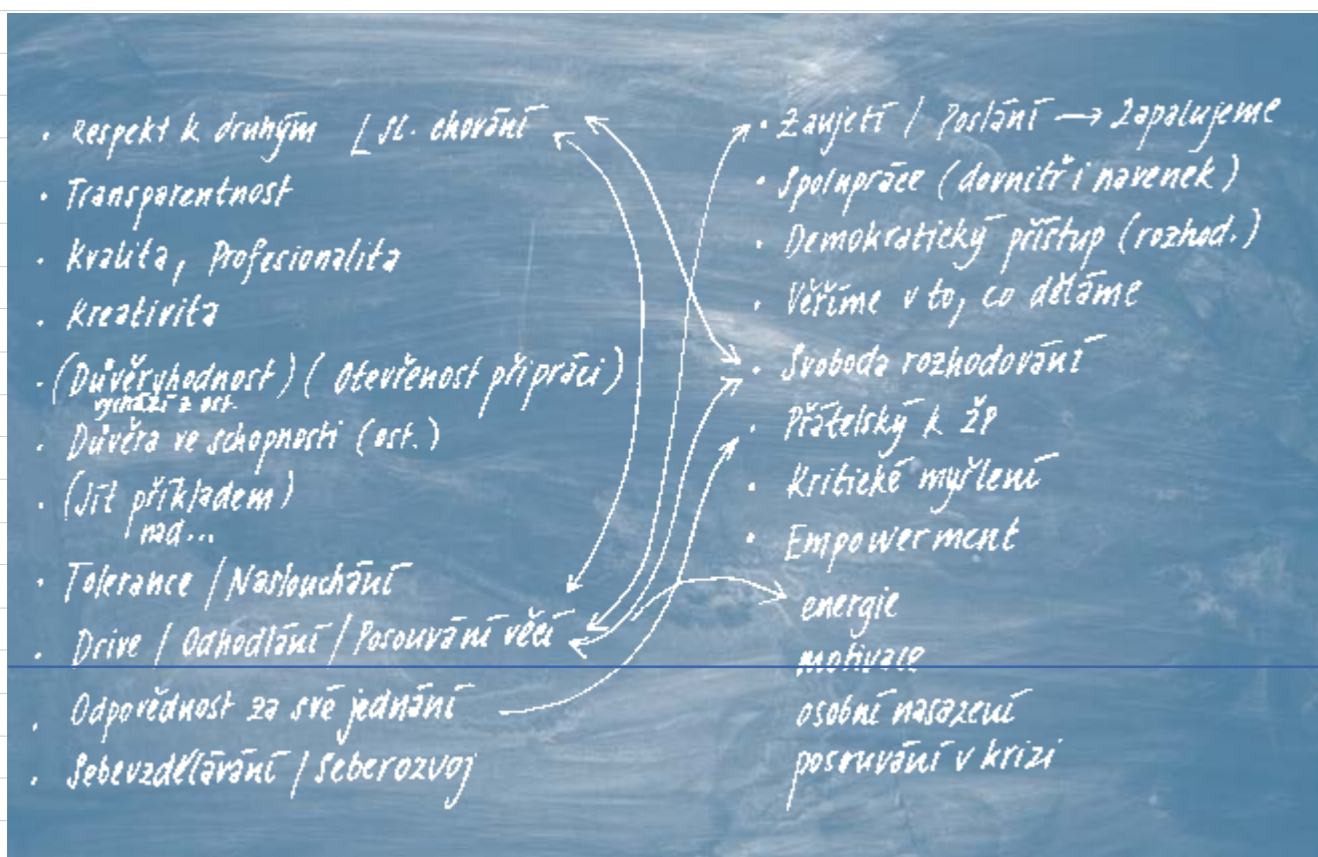 • Respekt k druhým / Sl. chování
• Transparentnost
• Kvalita, Profesionalita
• Kreativita
• (Důvěryhodnost) (Otevřenost při práci)
vychází z ost.
• Důvěra ve schopnosti (ost.)
• (Jít příkladem)
nad...
• Tolerance / Naslouchání
• Drive / Odhodlání / Posouvání věcí
• Odpovědnost za své jednání
• Sebevzdělávání / Seberozvoj
• Zaujetí / Poslání → Zapalujeme
• Spolupráce (dovnitř i navenek)
• Demokratický přístup (rozhod.)
• Věříme v to, co děláme
• Svoboda rozhodování
• Přátelský k ŽP
• Kritické myšlení
• Empowerment
energie
motivace
osobní nasazení
posouvání v krizi